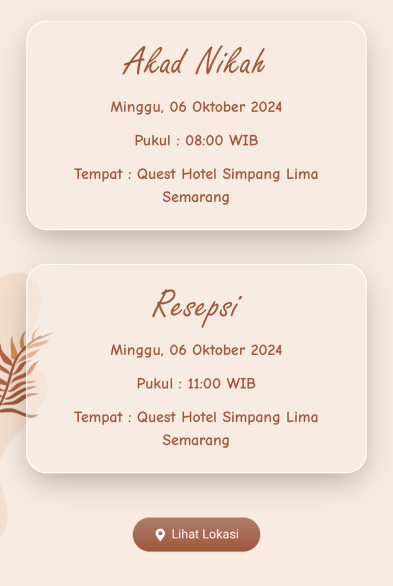 Akad Nikah
Minggu, 06 Oktober 2024
Pukul : 08:00 WIB
Tempat : Quest Hotel Simpang Lima
Semarang
Resepsi
Minggu, 06 Oktober 2024
Pukul : 11:00 WIB
Tempat : Quest Hotel Simpang Lima
Semarang
Lihat Lokasi